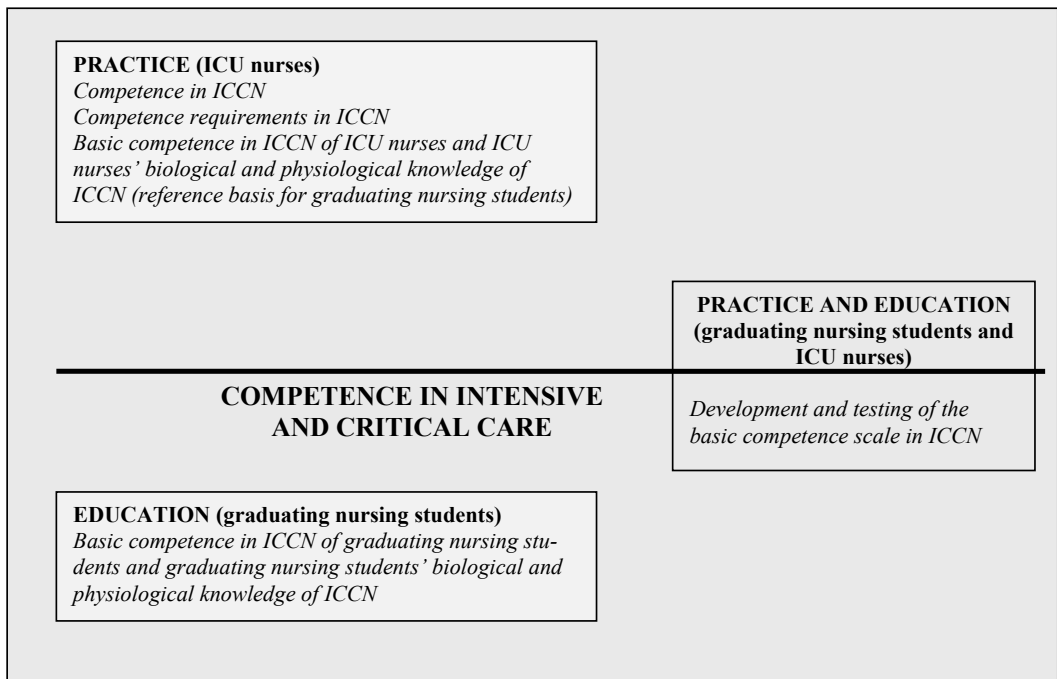 PRACTICE (ICU nurses)
Competence in ICCN
Competence requirements in ICCN
Basic competence in ICCN of ICU nurses and ICU
nurses’ biological and physiological knowledge of
ICCN (reference basis for graduating nursing students)
PRACTICE AND EDUCATION
(graduating nursing students and
ICU nurses)
COMPETENCE IN INTENSIVE
AND CRITICAL CARE
Development and testing of the
basic competence scale in ICCN
EDUCATION (graduating nursing students)
Basic competence in ICCN of graduating nursing stu-
dents and graduating nursing students’ biological and
physiological knowledge of ICCN